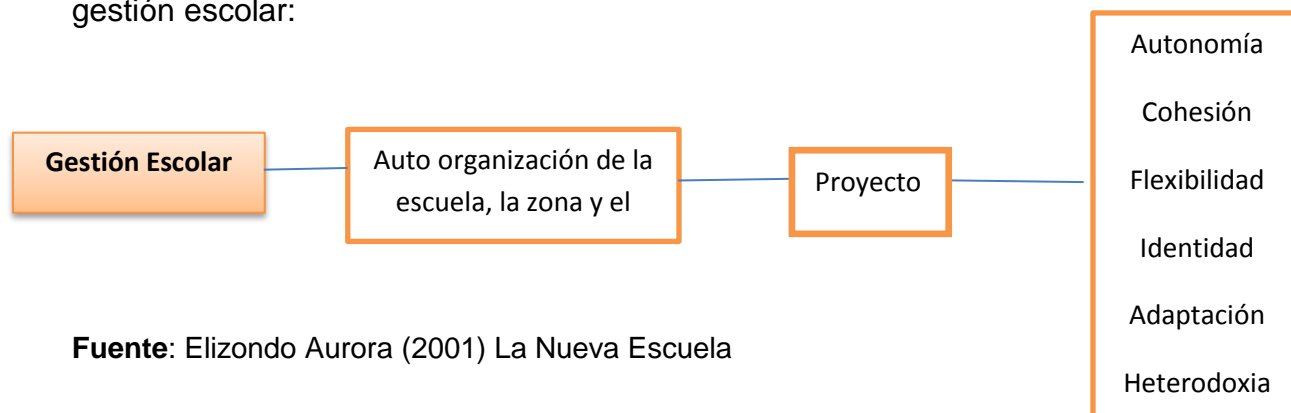 gestión escolar:
Gestión Escolar
Auto organización de la
escuela, la zona y el
Proyecto
Autonomía
Cohesión
Flexibilidad
Identidad
Adaptación
Heterodoxia
Fuente: Elizondo Aurora (2001) La Nueva Escuela